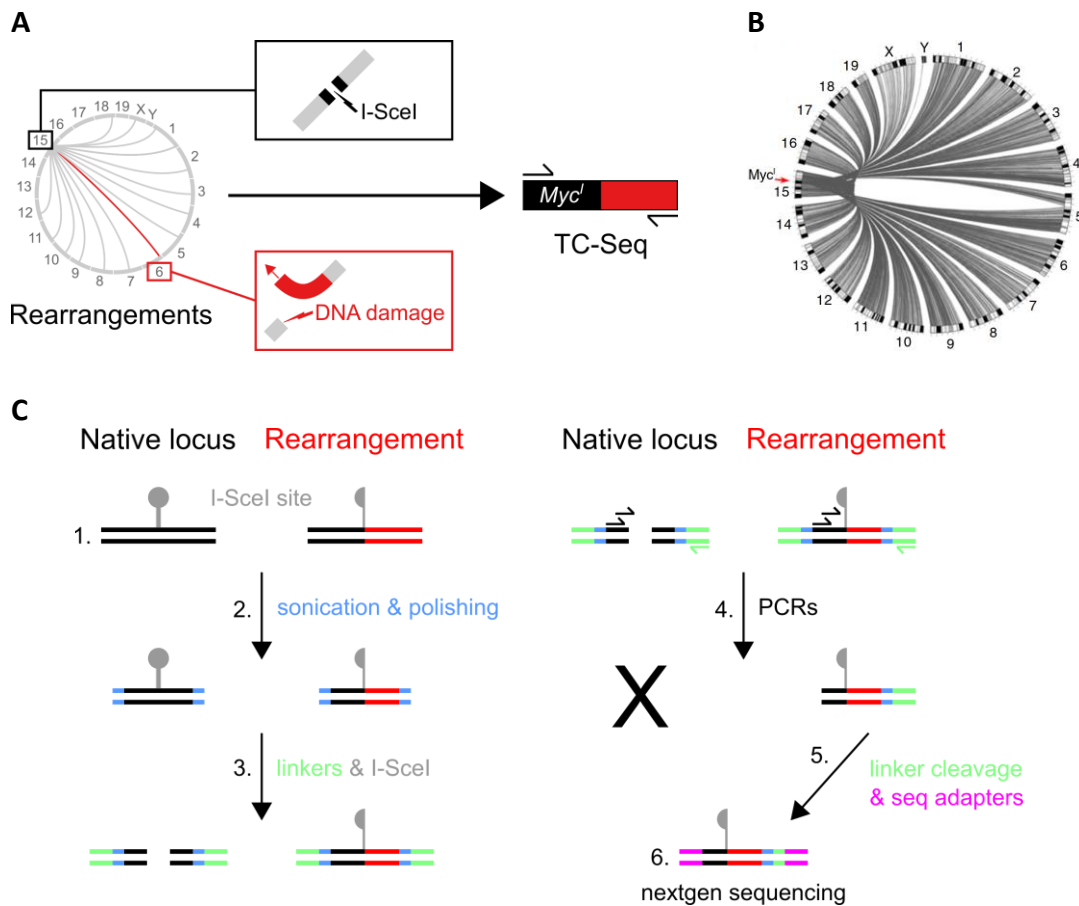 A
I-SceI
18 19 X Y
17
16
15
14
13
12
11
10
9
8
7
6
5
4
3
2
1
Rearrangements
DNA damage
Myc^I
TC-Seq
B
X Y 1
2
3
4
5
6
7
8
9
10
11
12
13
14
15
Myc^I
16
17
18
19
C
Native locus Rearrangement
I-SceI site
1.
2. sonication & polishing
3. linkers & I-SceI
Native locus Rearrangement
4. PCRs
X
5. linker cleavage
& seq adapters
6.
nextgen sequencing